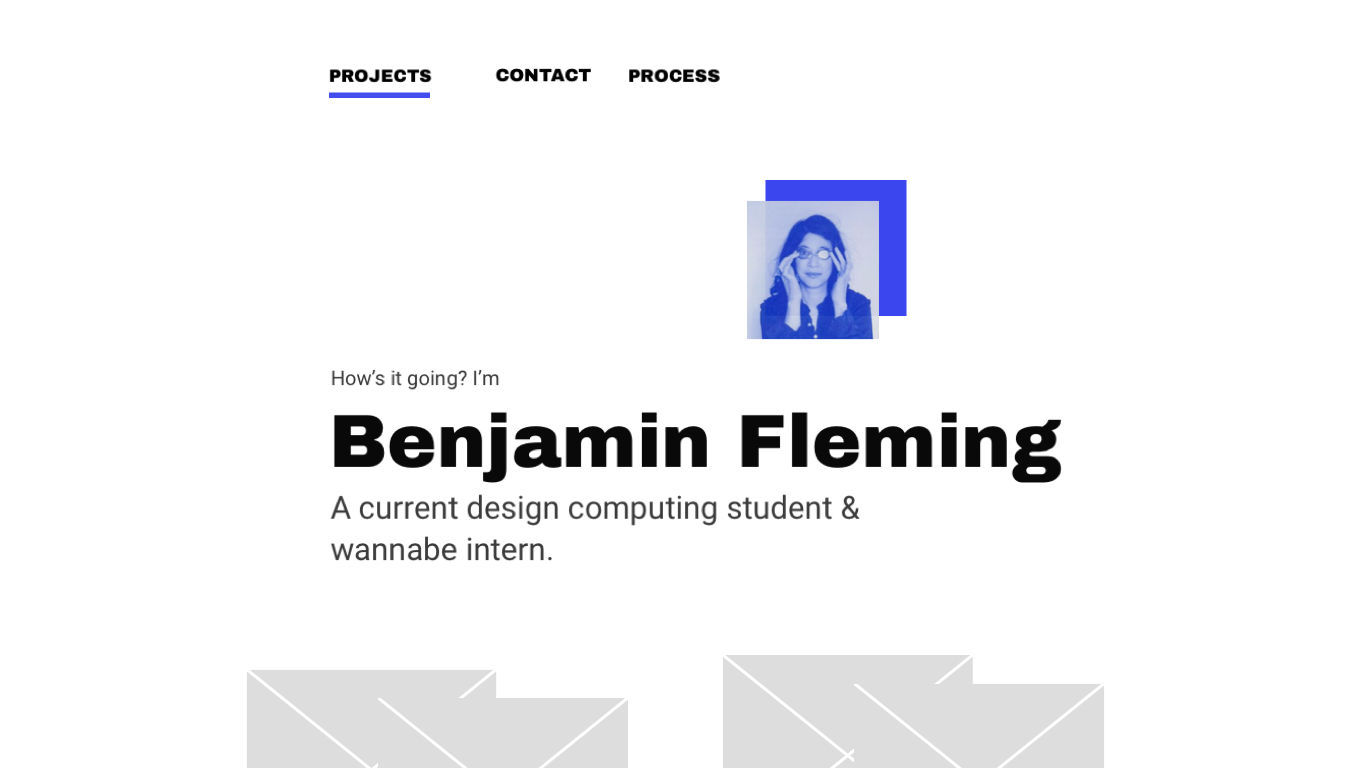 PROJECTS CONTACT PROCESS
How’s it going? I’m
Benjamin Fleming
A current design computing student &
wannabe intern.